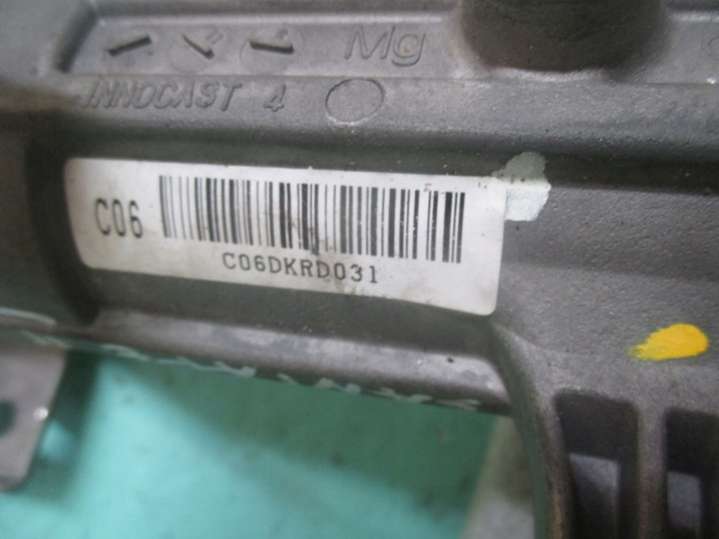 Mg
INNOCAST 4
C06
C06DKRD031